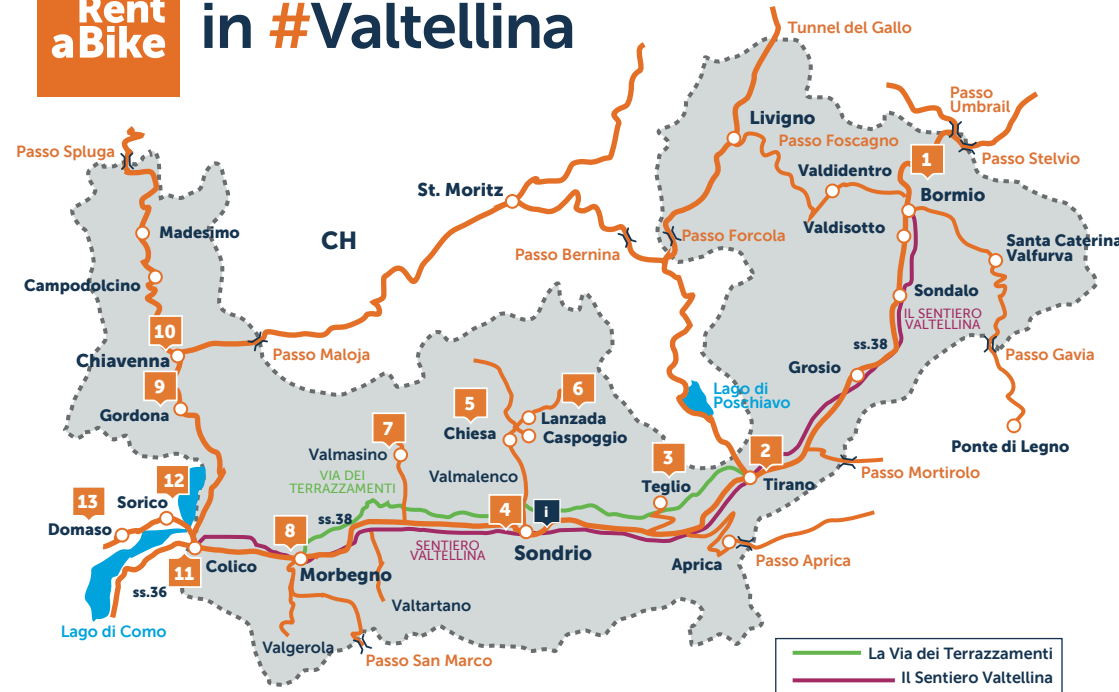 Rent
aBike
in #Valtellina
Tunnel del Gallo
Passo
Umbrail
Livigno
Passo Foscagno
Passo Spluga
1
Passo Stelvio
Valdidentro
St. Moritz
Bormio
Madesimo
CH
Valdisotto
Passo Forcola
Santa Caterina
Valfurva
Passo Bernina
Campodolcino
Sondalo
IL SENTIERO
VALTELLINA
10
ss.38
Passo Maloja
Passo Gavia
Chiavenna
Grosio
9
6
Lago di
Poschiavo
5
Gordona
Lanzada
Chiesa
Caspoggio
7
Ponte di Legno
2
Valmasino
3
VIA DEI
TERRAZZAMENTI
Valmalenco
Passo Mortirolo
12
Teglio
Tirano
13
Sorico
4
i
ss.38
Domaso
8
SENTIERO
VALTELLINA
Sondrio
Passo Aprica
Aprica
11
Colico
Morbegno
ss.36
Valtartano
Lago di Como
Valgerola
Passo San Marco
La Via dei Terrazzamenti
Il Sentiero Valtellina